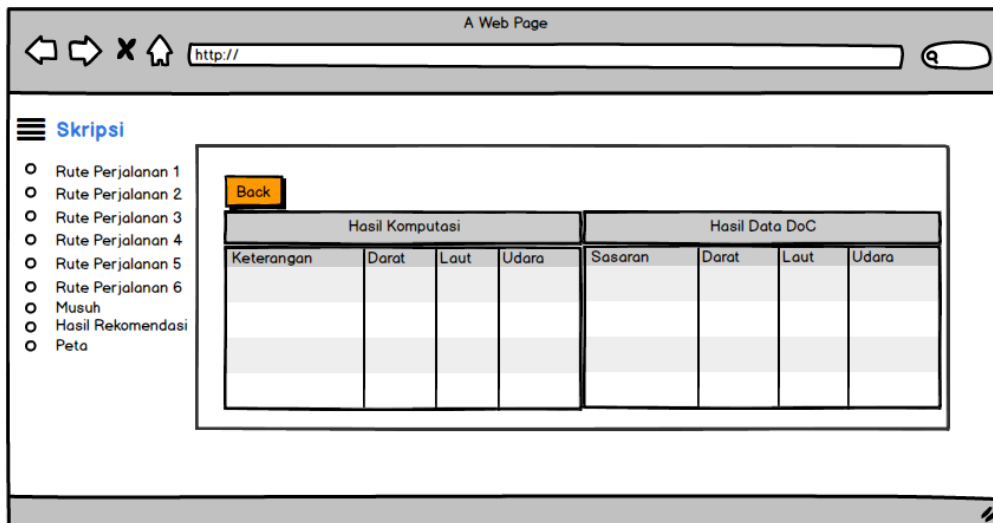 A Web Page
http://
Skripsi
Rute Perjalanan 1
Rute Perjalanan 2
Rute Perjalanan 3
Rute Perjalanan 4
Rute Perjalanan 5
Rute Perjalanan 6
Musuh
Hasil Rekomendasi
Peta
Back
Hasil Komputasi Hasil Data DoC
Keterangan Darat Laut Udara Sasaran Darat Laut Udara